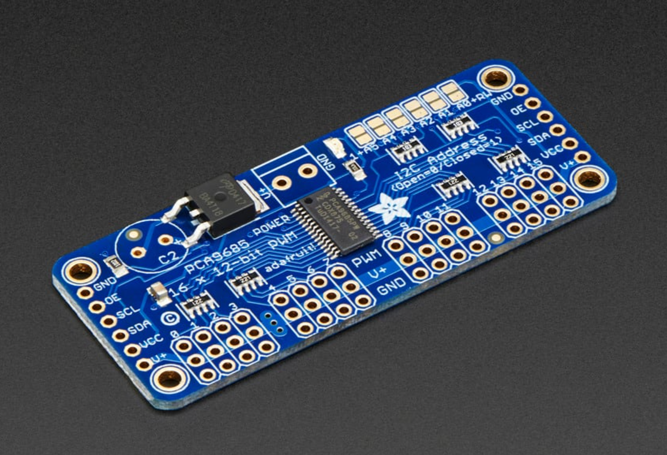 GND
OE
SCL
SDA
VCC
V+
PCA9685
16 x 12-bit PWM
adafruit
©
C2
+
V+
GND
POWER
A5
A4
A3
A2
A1
A0
I2C Address
(Open=0/Closed=1)
GND
OE
SCL
SDA
VCC
V+
0
1
2
3
4
5
6
7
PWM
V+
GND
8
9
10
11
12
13
14
15